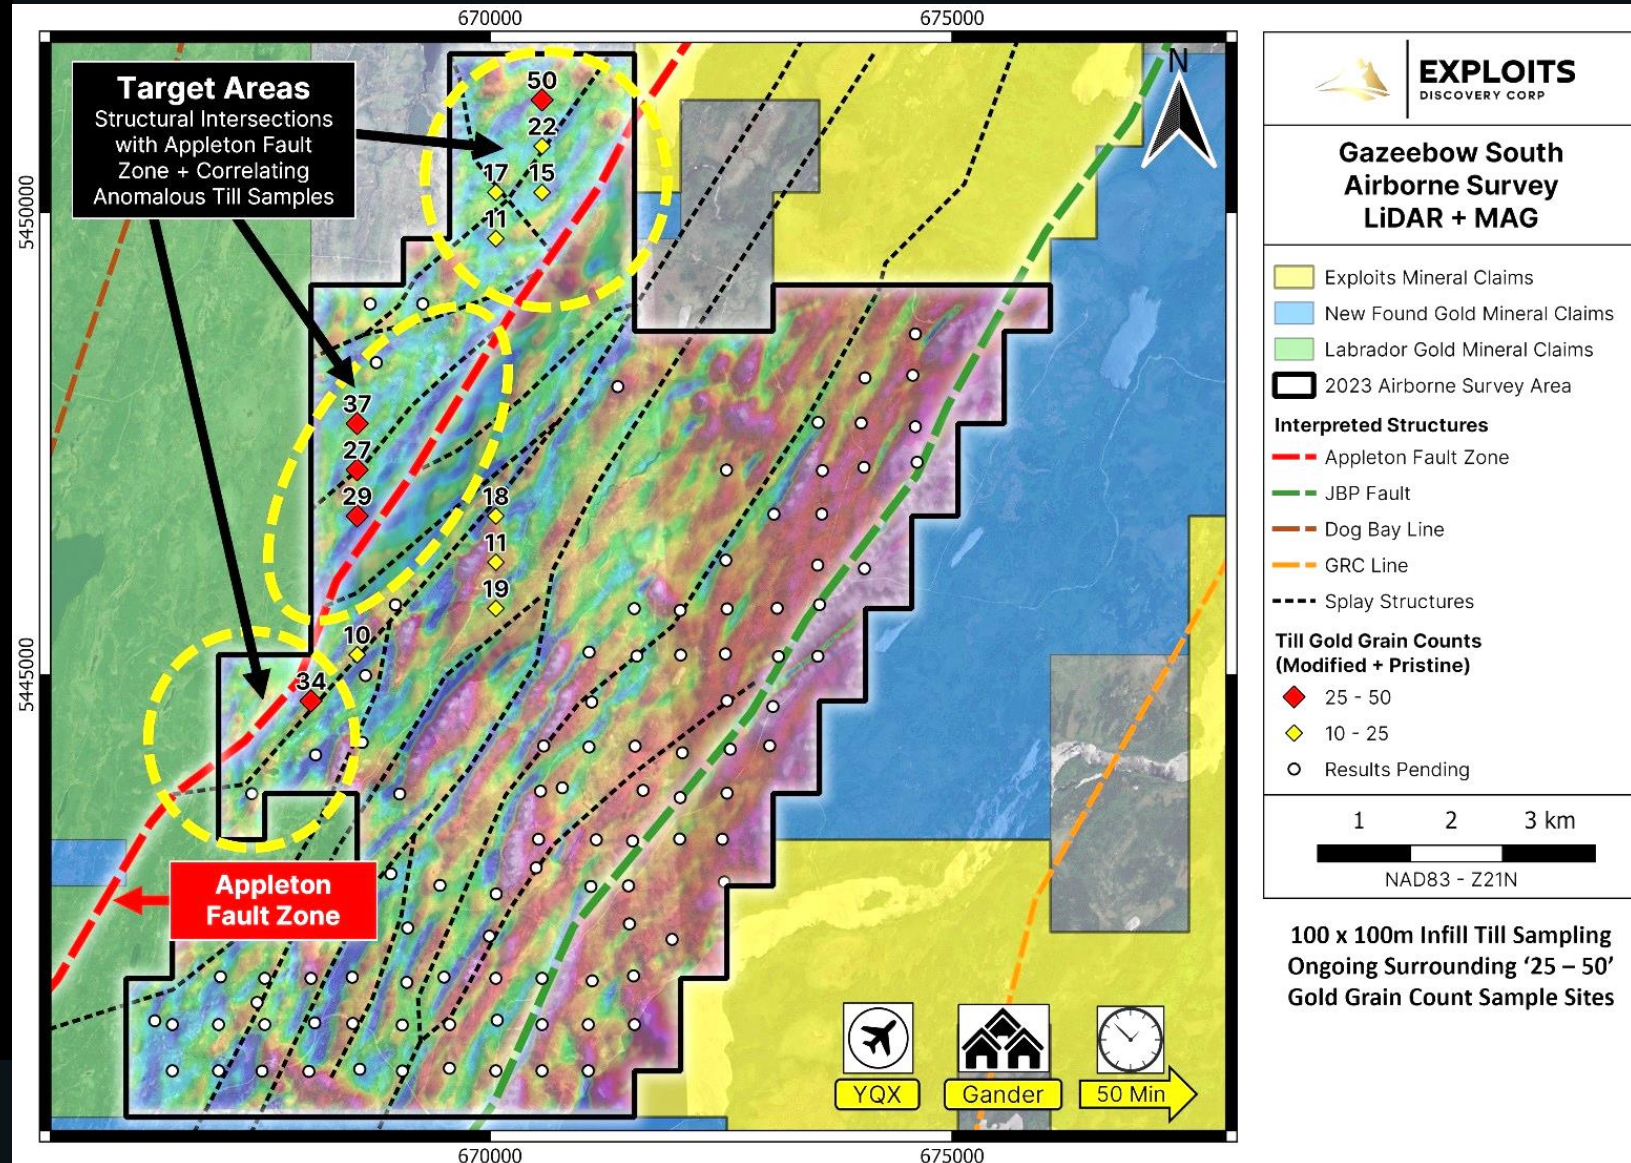 670000
675000
5450000
5445000
Target Areas
Structural Intersections
with Appleton Fault
Zone + Correlating
Anomalous Till Samples
50
22
17
15
11
37
27
29
18
11
19
10
34
Appleton
Fault Zone
N
YQX
Gander
50 Min
670000
675000
EXPLOITS
DISCOVERY CORP
Gazeebow South
Airborne Survey
LiDAR + MAG
Exploits Mineral Claims
New Found Gold Mineral Claims
Labrador Gold Mineral Claims
2023 Airborne Survey Area
Interpreted Structures
Appleton Fault Zone
JBP Fault
Dog Bay Line
GRC Line
Splay Structures
Till Gold Grain Counts
(Modified + Pristine)
25 - 50
10 - 25
Results Pending
1 2 3 km
NAD83 - Z21N
100 x 100m Infill Till Sampling
Ongoing Surrounding ‘25 – 50’
Gold Grain Count Sample Sites